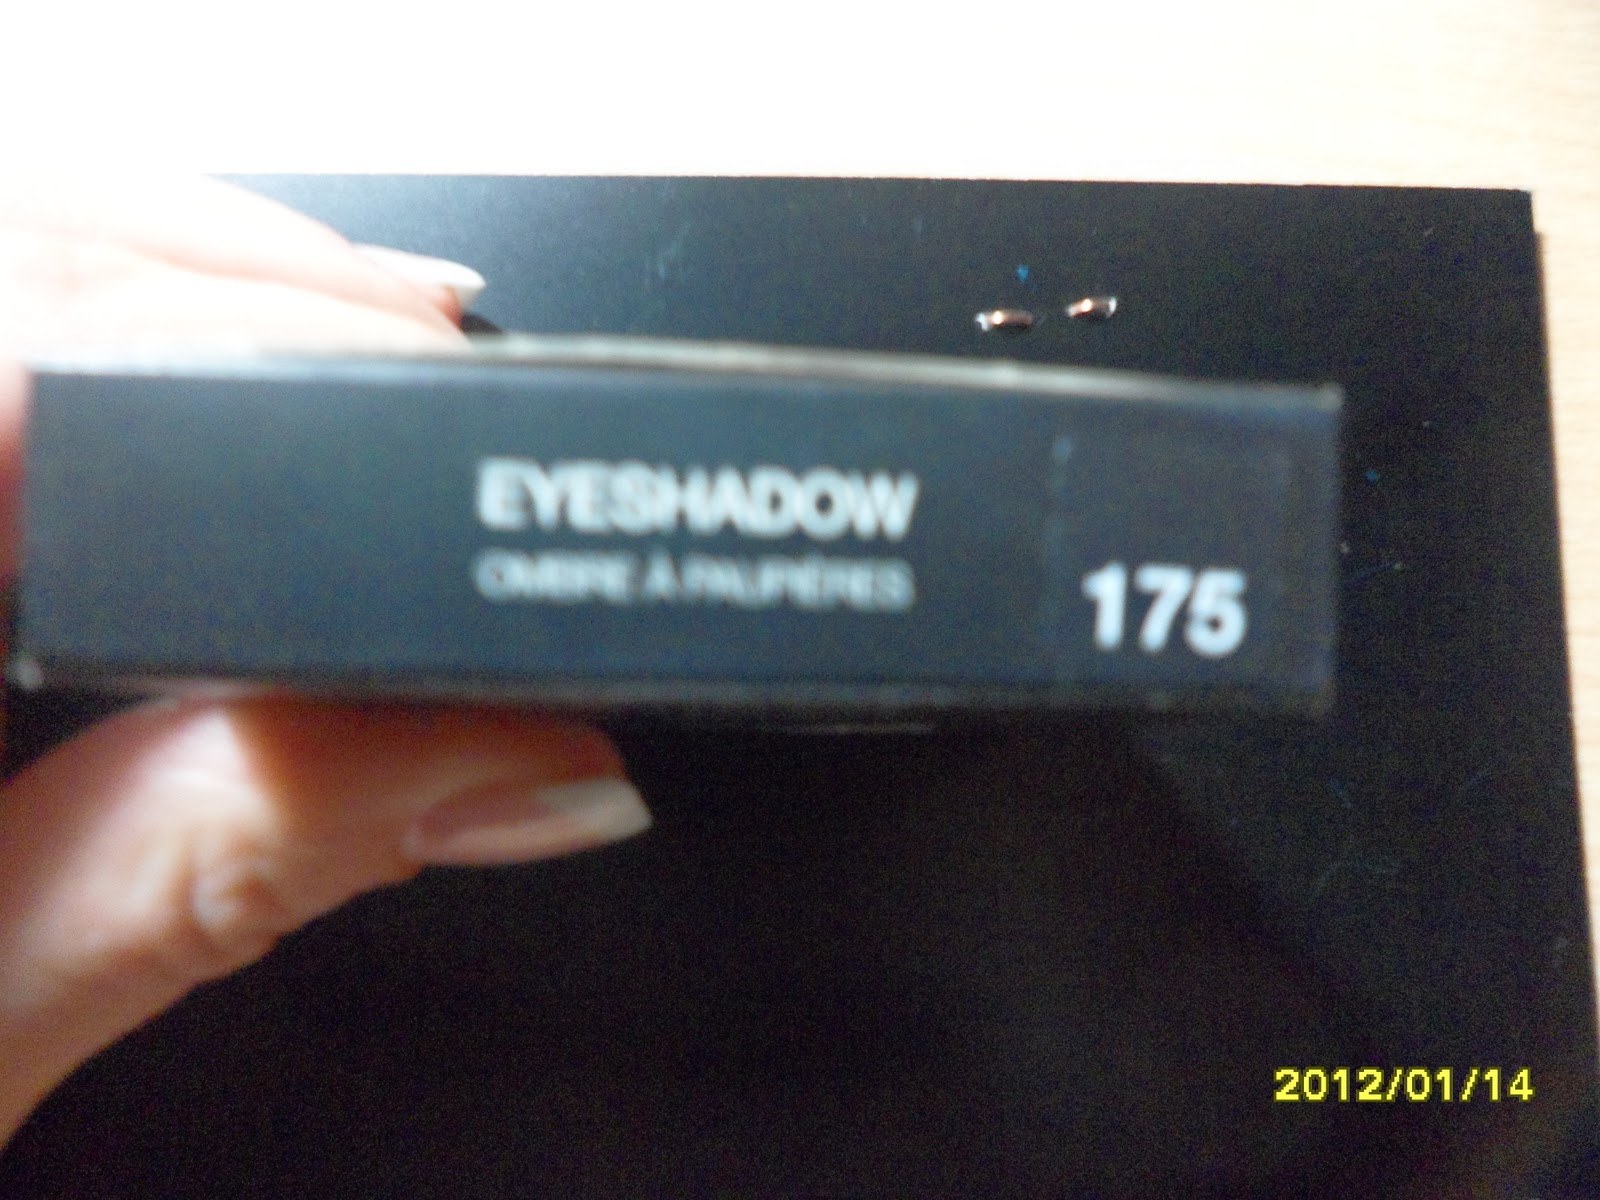 EYESHADOW
OMBRE À PAUPIÈRES
175
2012/01/14